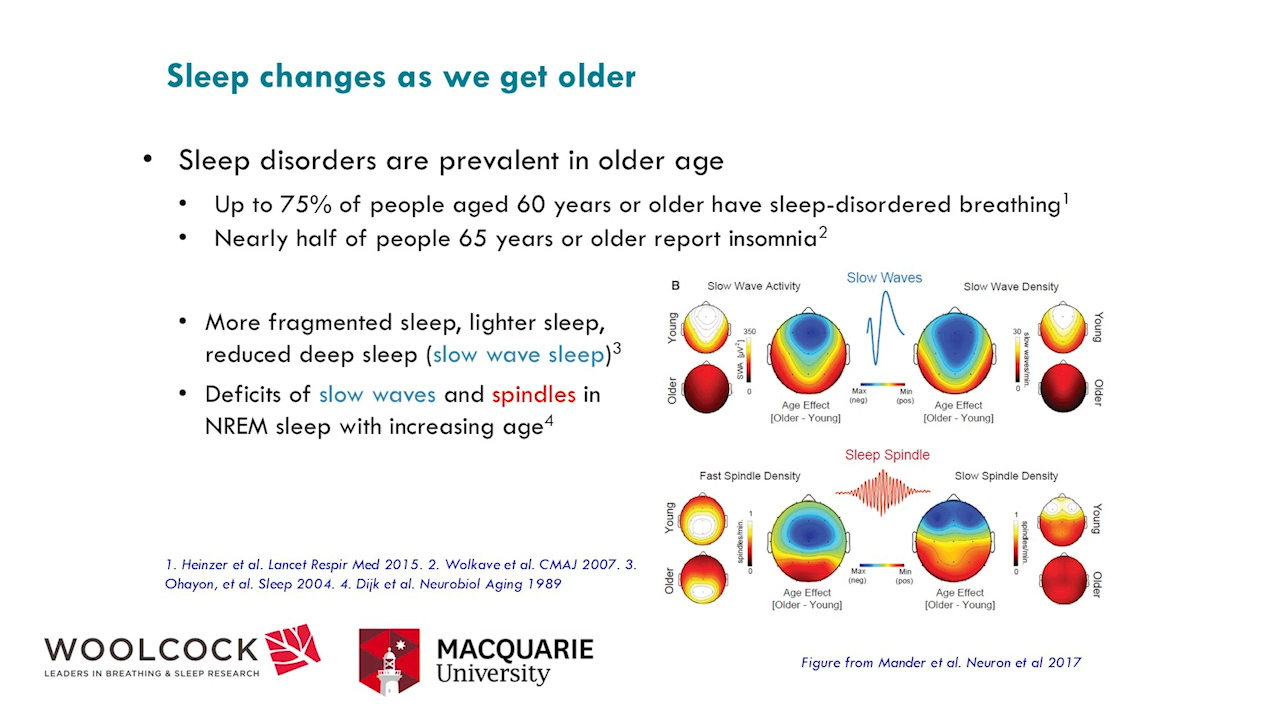 Sleep changes as we get older
• Sleep disorders are prevalent in older age
• Up to 75% of people aged 60 years or older have sleep-disordered breathing1
• Nearly half of people 65 years or older report insomnia2
• More fragmented sleep, lighter sleep,
reduced deep sleep (slow wave sleep)3
• Deficits of slow waves and spindles in
NREM sleep with increasing age4
B
Slow Wave Activity
Slow Waves
Slow Wave Density
Young
Older
350
SWA [µV²]
0
Age Effect
[Older - Young]
Max
(neg)
Min
(pos)
Age Effect
[Older - Young]
30
slow waves/min.
0
Young
Older
Sleep Spindle
Fast Spindle Density
Slow Spindle Density
Young
Older
1
spindles/min.
0
Age Effect
[Older - Young]
Max
(neg)
Min
(pos)
Age Effect
[Older - Young]
1
spindles/min.
0
Young
Older
1. Heinzer et al. Lancet Respir Med 2015. 2. Wolkave et al. CMAJ 2007. 3.
Ohayon, et al. Sleep 2004. 4. Dijk et al. Neurobiol Aging 1989
WOOLCOCK
LEADERS IN BREATHING & SLEEP RESEARCH
MACQUARIE
University
Figure from Mander et al. Neuron et al 2017